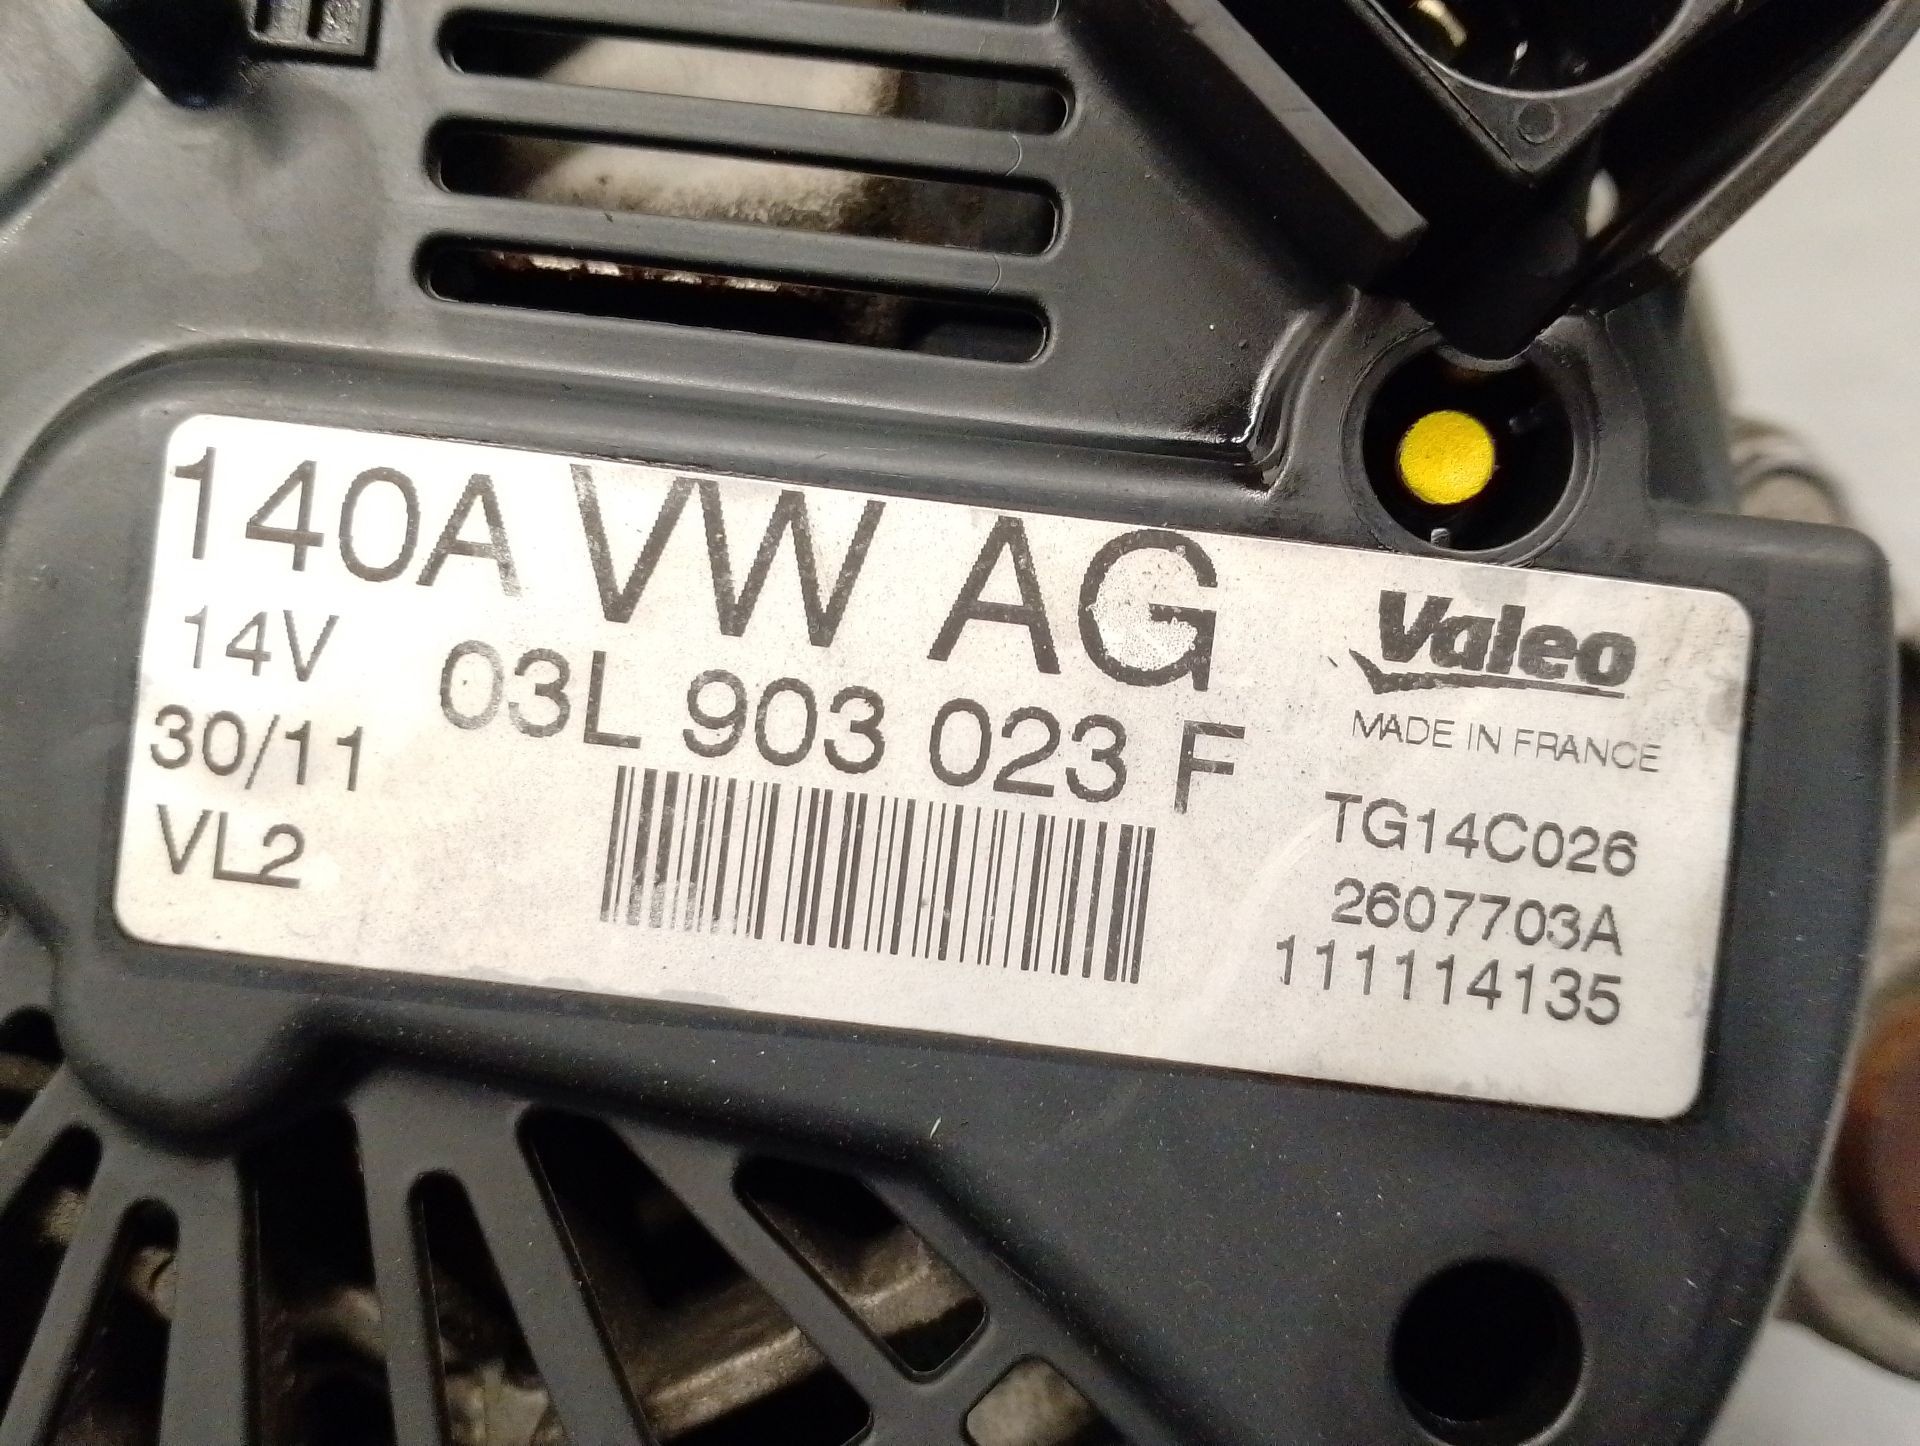 140A VW AG
14V 03L 903 023 F
30/11
VL2
Valeo
MADE IN FRANCE
TG14C026
2607703A
111114135